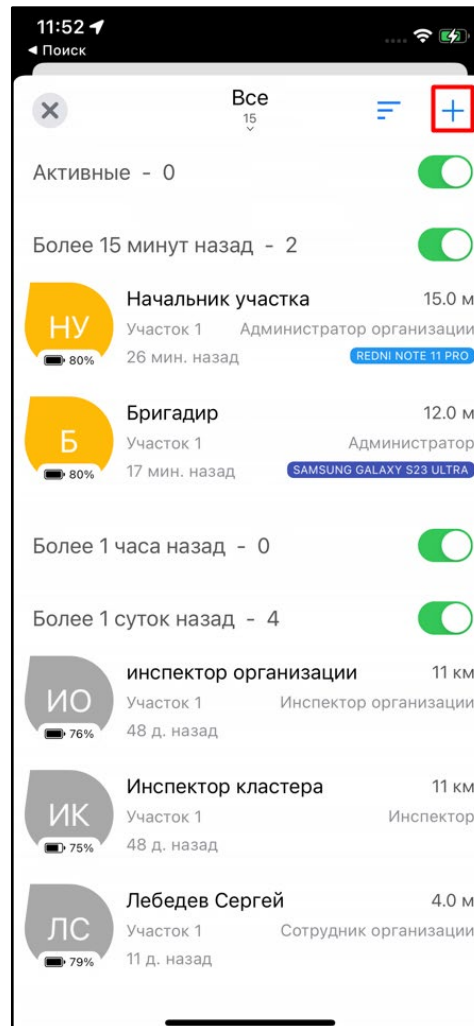 11:52
◀ Поиск
Все
15
Активные - 0
Более 15 минут назад - 2
НУ
80%
Начальник участка 15.0 м
Участок 1 Администратор организации
26 мин. назад REDNI NOTE 11 PRO
Б
80%
Бригадир 12.0 м
Участок 1 Администратор
17 мин. назад SAMSUNG GALAXY S23 ULTRA
Более 1 часа назад - 0
Более 1 суток назад - 4
ИО
76%
инспектор организации 11 км
Участок 1 Инспектор организации
48 д. назад
ИК
75%
Инспектор кластера 11 км
Участок 1 Инспектор
48 д. назад
ЛС
79%
Лебедев Сергей 4.0 м
Участок 1 Сотрудник организации
11 д. назад